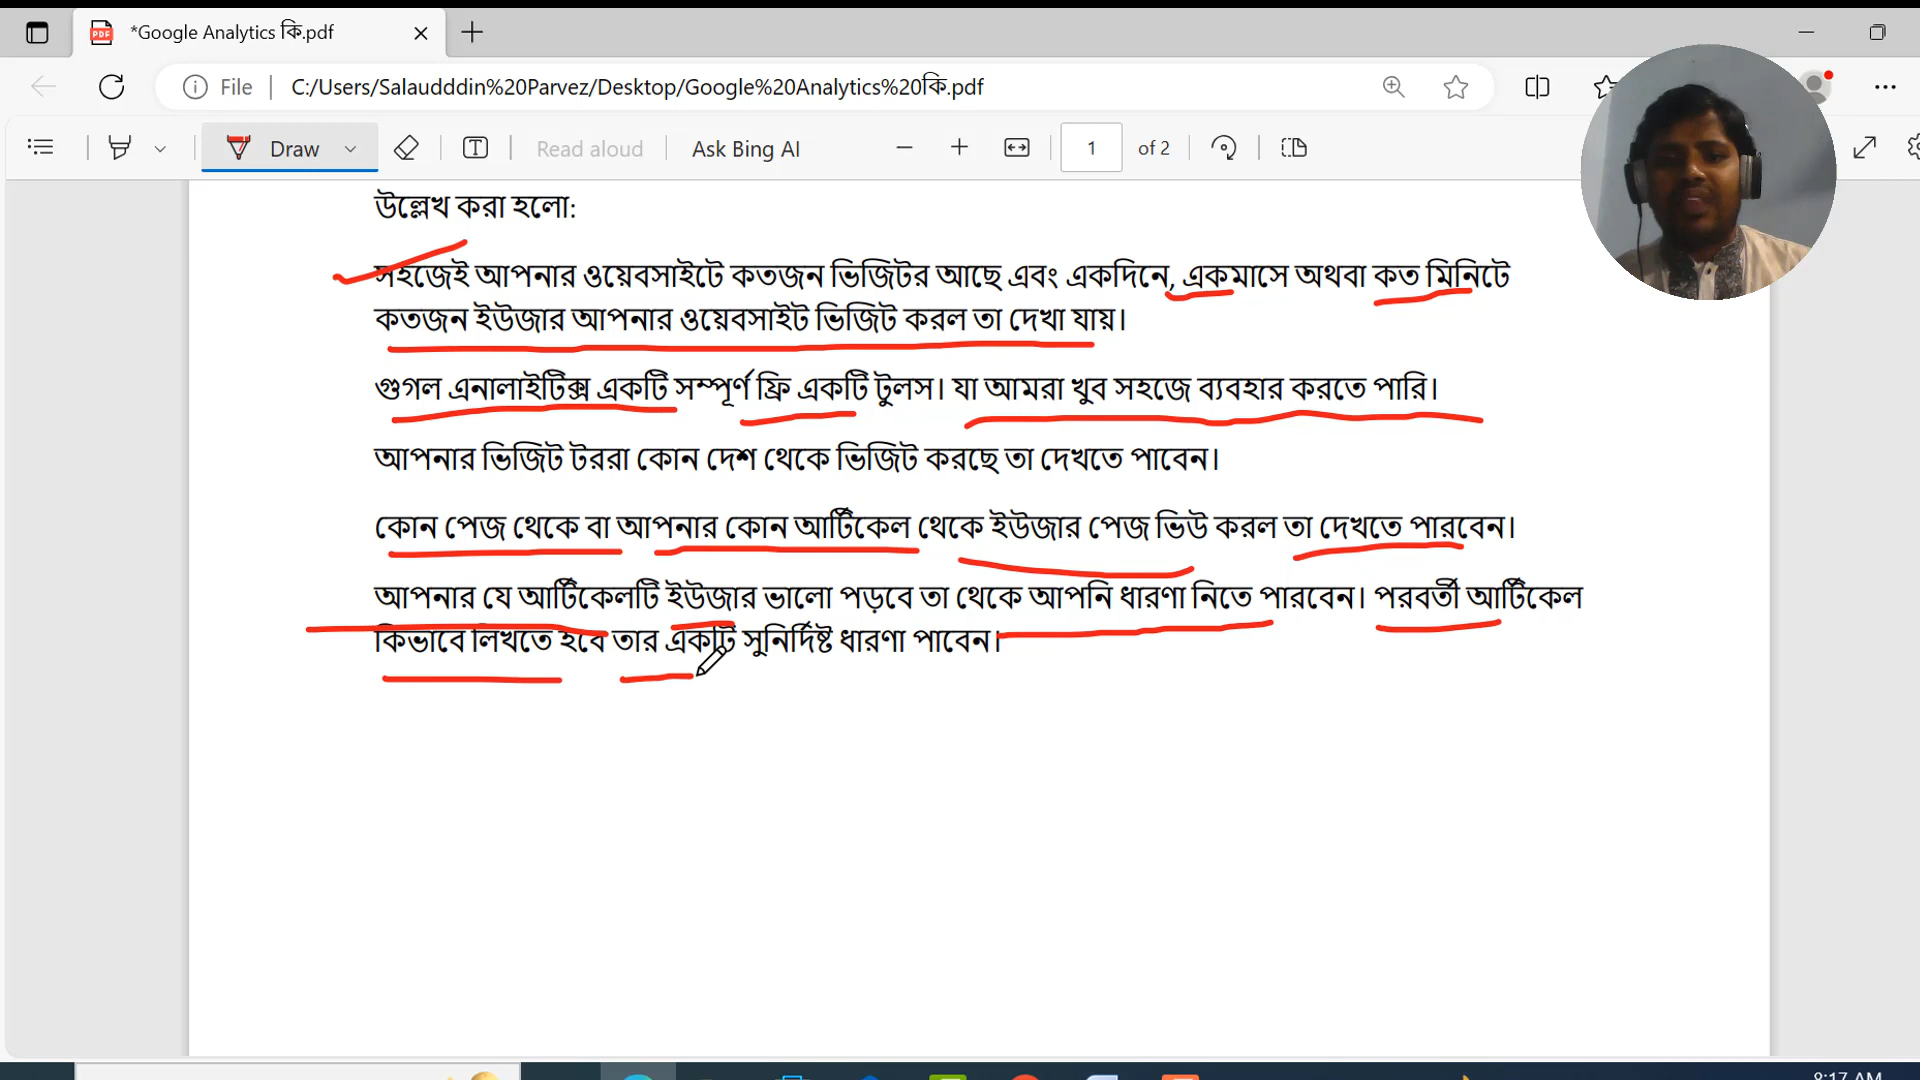 *Google Analytics কি.pdf
File
C:/Users/Salaudddin%20Parvez/Desktop/Google%20Analytics%20কি.pdf
Draw
Read aloud
Ask Bing AI
1
of 2
উল্লেখ করা হলো:
সহজেই আপনার ওয়েবসাইটে কতজন ভিজিটর আছে এবং একদিনে, একমাসে অথবা কত মিনিটে
কতজন ইউজার আপনার ওয়েবসাইট ভিজিট করল তা দেখা যায়।
গুগল এনালাইটিক্স একটি সম্পূর্ণ ফ্রি একটি টুলস। যা আমরা খুব সহজে ব্যবহার করতে পারি।
আপনার ভিজিট টররা কোন দেশ থেকে ভিজিট করছে তা দেখতে পাবেন।
কোন পেজ থেকে বা আপনার কোন আর্টিকেল থেকে ইউজার পেজ ভিউ করল তা দেখতে পারবেন।
আপনার যে আর্টিকেলটি ইউজার ভালো পড়বে তা থেকে আপনি ধারণা নিতে পারবেন। পরবর্তী আর্টিকেল
কিভাবে লিখতে হবে তার একটি সুনির্দিষ্ট ধারণা পাবেন।
8:17 AM